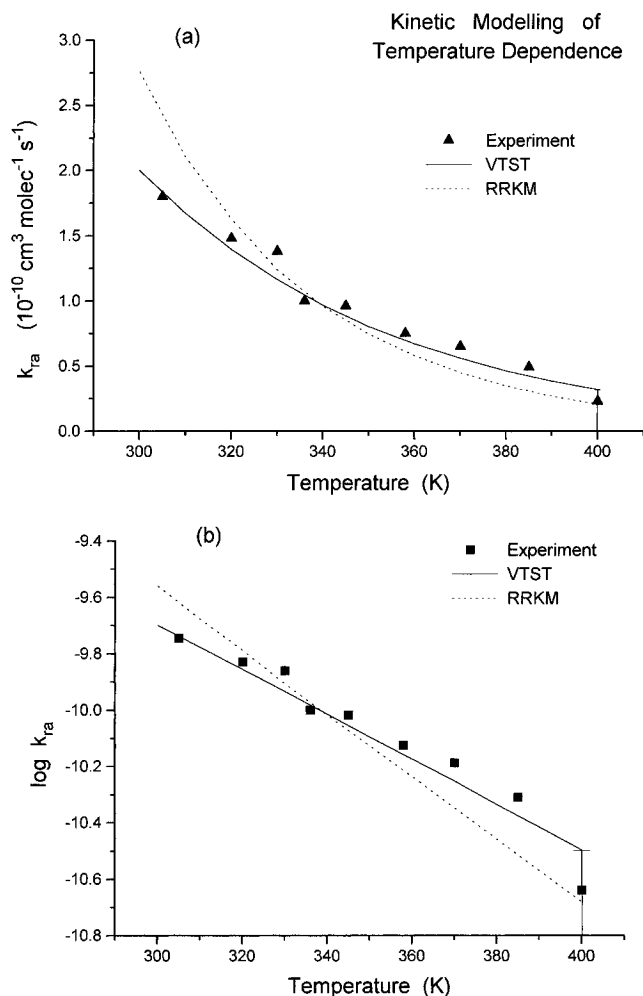 Kinetic Modelling of
Temperature Dependence
(a)
3.0
2.5
2.0
1.5
1.0
0.5
0.0
k_ra (10^-10 cm^3 molec^-1 s^-1)
Experiment
VTST
RRKM
300 320 340 360 380 400
Temperature (K)
(b)
-9.4
-9.6
-9.8
-10.0
-10.2
-10.4
-10.6
-10.8
log k_ra
Experiment
VTST
RRKM
300 320 340 360 380 400
Temperature (K)